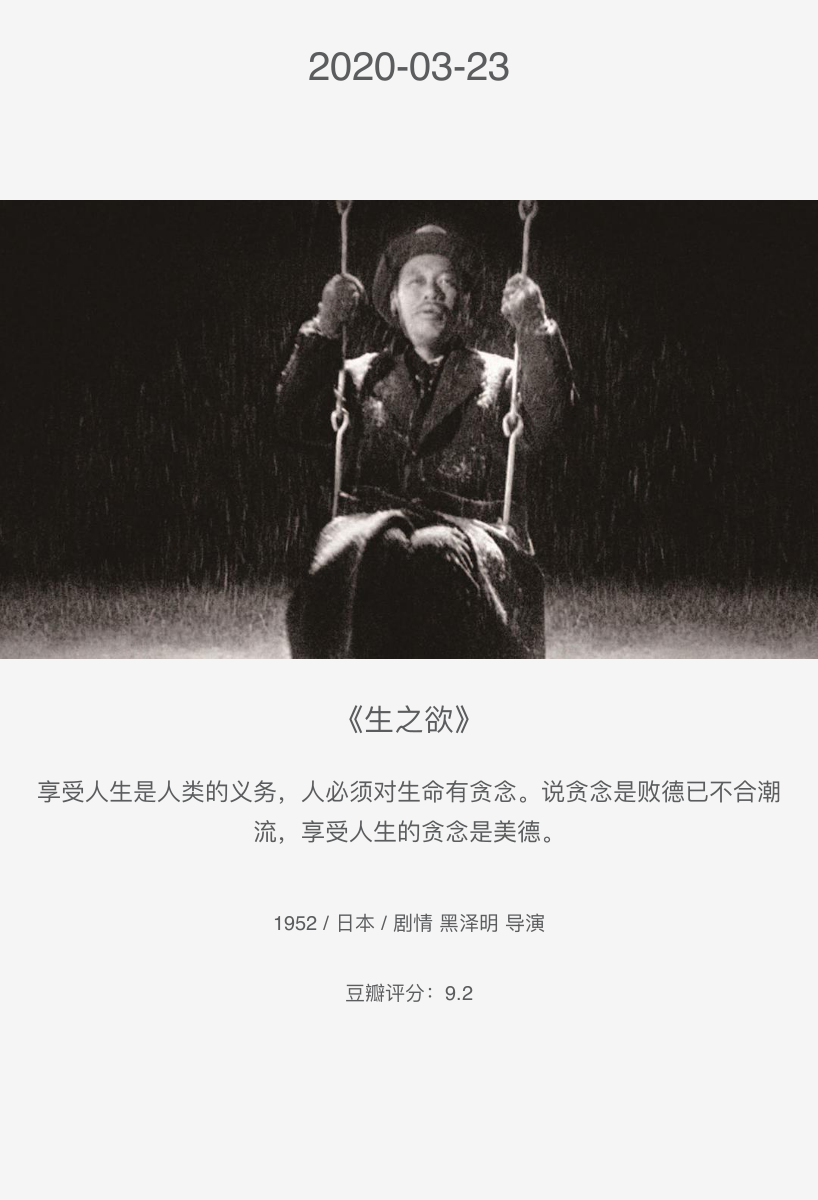 2020-03-23
《生之欲》
享受人生是人类的义务，人必须对生命有贪念。说贪念是败德已不合潮
流，享受人生的贪念是美德。
1952 / 日本 / 剧情 黑泽明 导演
豆瓣评分：9.2